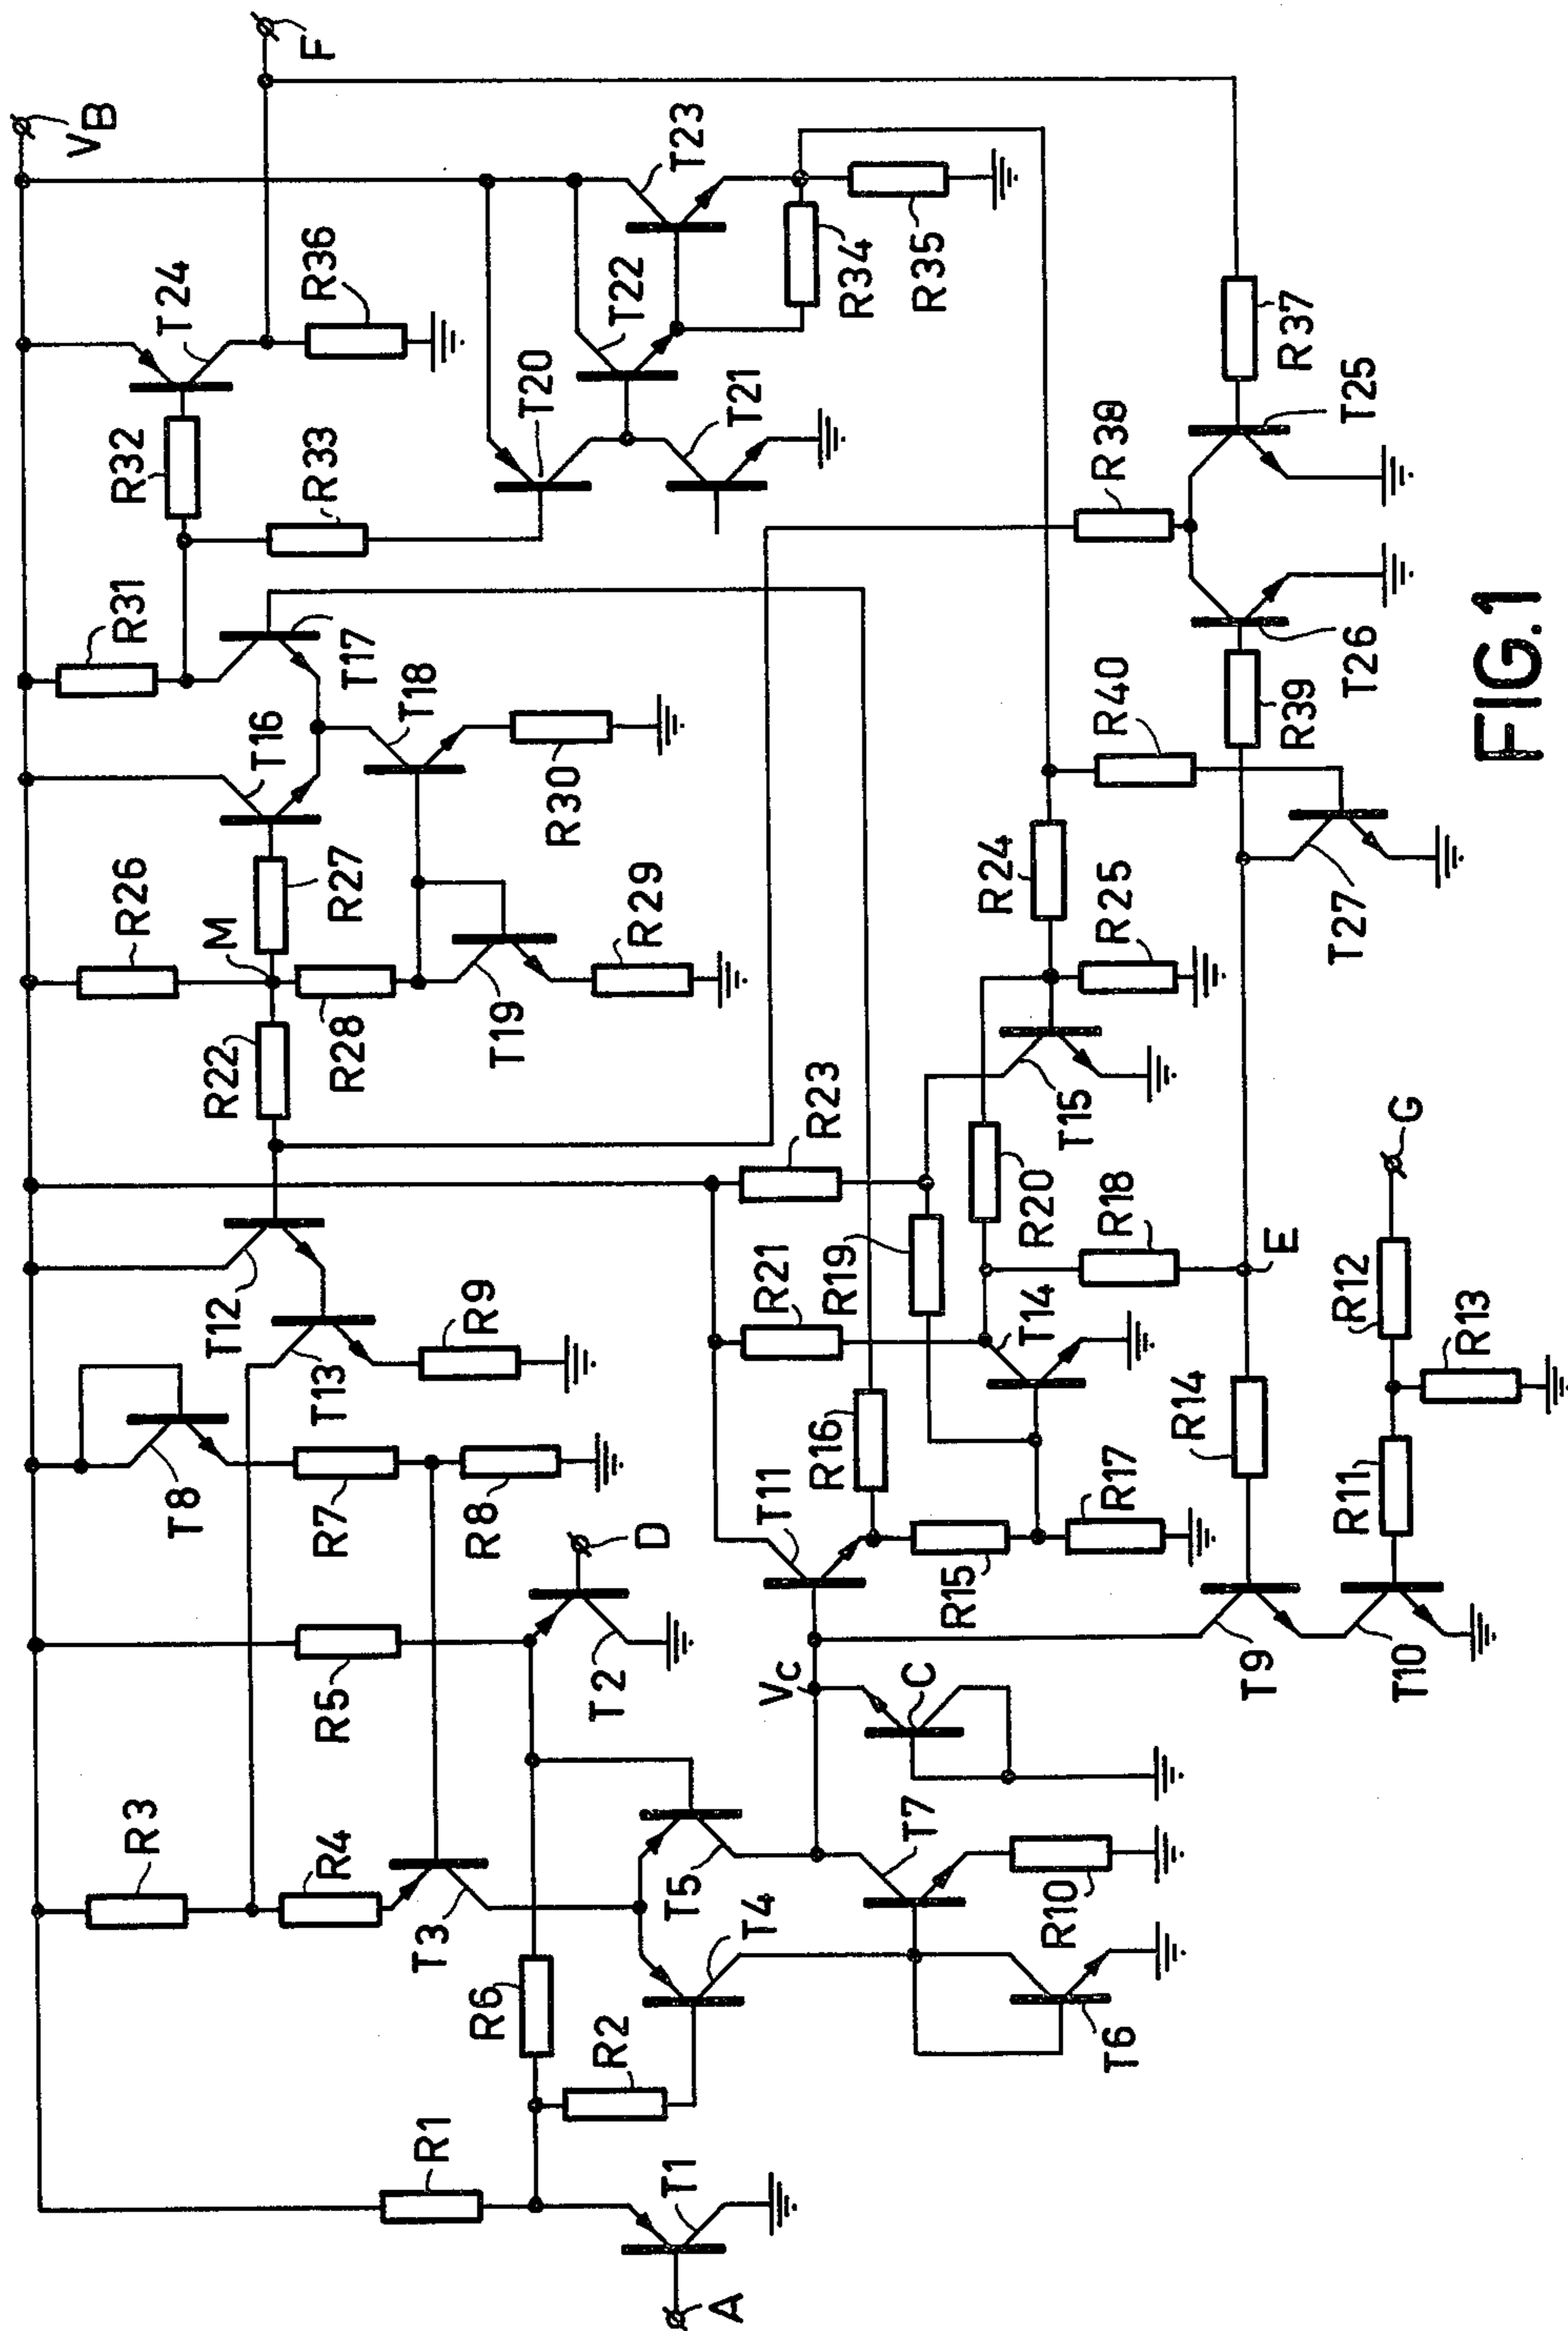 VB
R3
T8
R26
R31
R32
T24
F
R1
R5
R4
R7
T12
R22
M
R27
T16
R33
R36
T13
R28
T17
T3
R8
R9
T18
T20
T22
T23
R6
R2
T2
D
T19
R29
R30
T21
R34
R35
T1
A
T5
T4
Vc
T11
R21
R23
C
T7
R16
R19
R24
R10
R15
R17
T14
R20
R18
T15
R25
R40
R38
T6
T9
R14
E
T27
R39
R37
T10
R11
R12
R13
G
T26
T25
FIG.1